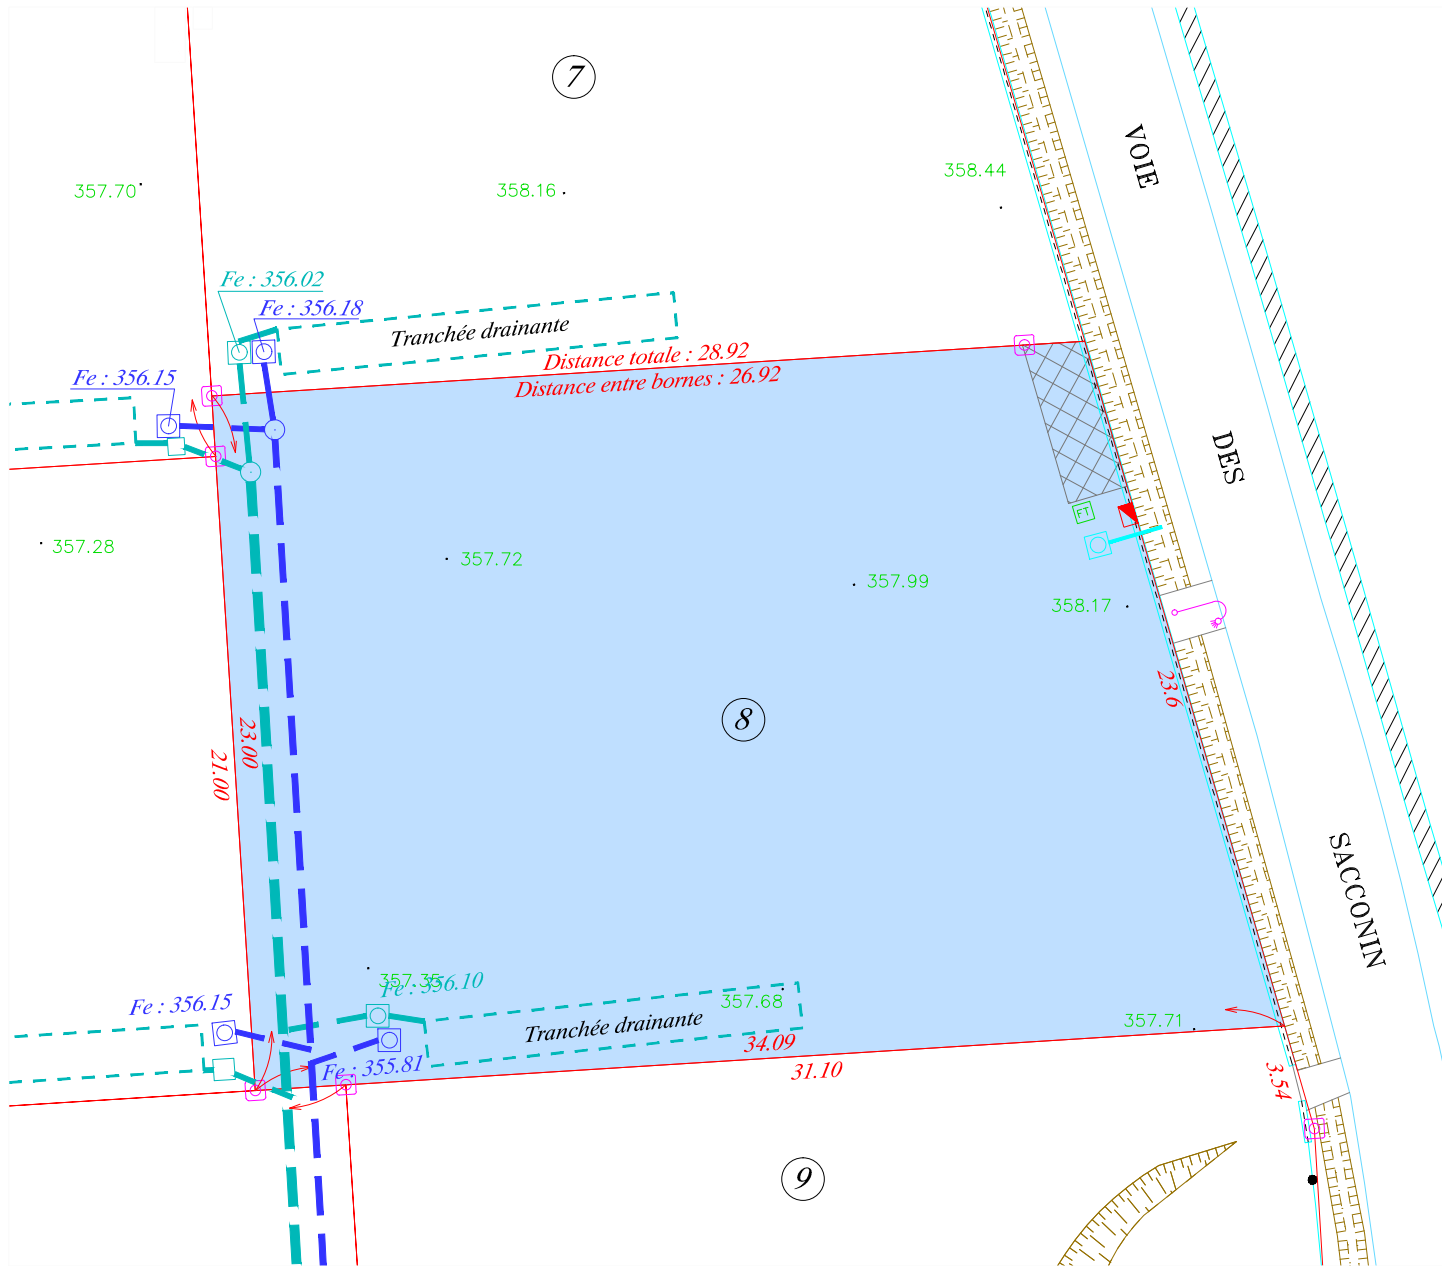 7
VOIE
358.44
357.70
358.16
Fe : 356.02
Fe : 356.18
Tranchée drainante
Distance totale : 28.92
Distance entre bornes : 26.92
Fe : 356.15
DES
FT
357.28
357.72
357.99
358.17
23.6
8
23.00
21.00
SACCONIN
357.35
Fe : 356.10
357.68
Fe : 356.15
Tranchée drainante
357.71
34.09
31.10
Fe : 355.81
3.54
9